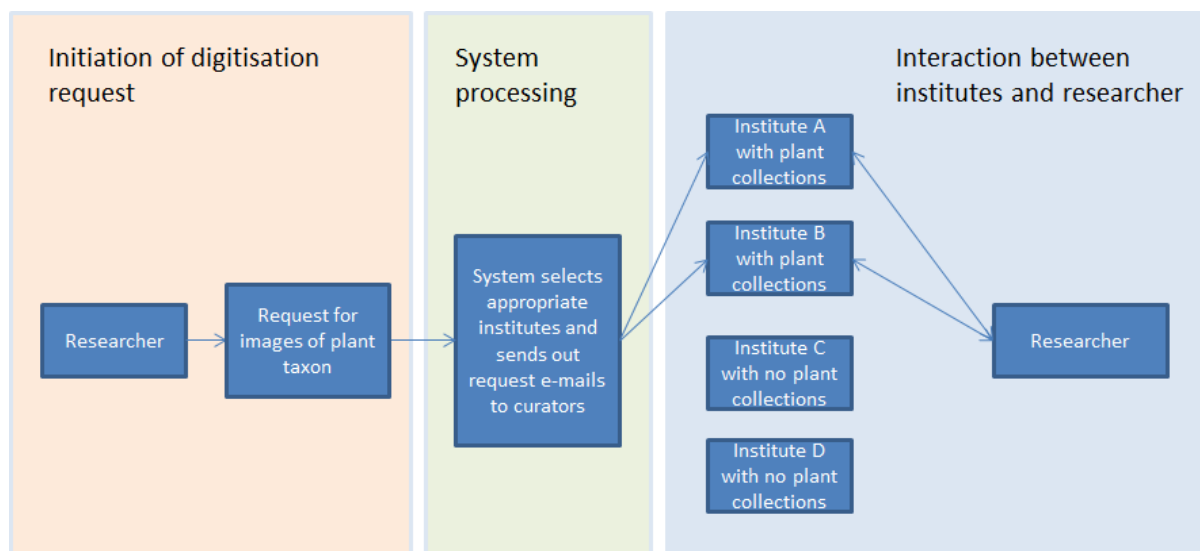 Initiation of digitisation
request
Researcher
Request for
images of plant
taxon
System
processing
System selects
appropriate
institutes and
sends out
request e-mails
to curators
Interaction between
institutes and researcher
Institute A
with plant
collections
Institute B
with plant
collections
Institute C
with no plant
collections
Institute D
with no plant
collections
Researcher